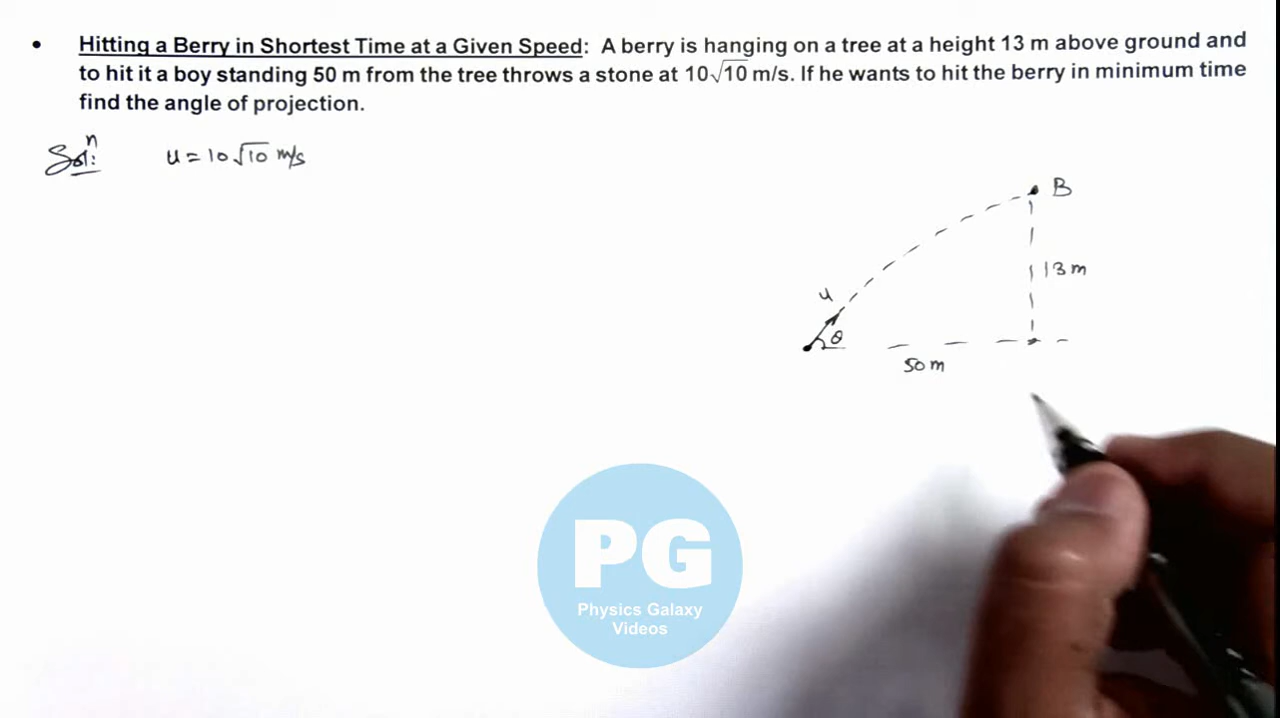 • Hitting a Berry in Shortest Time at a Given Speed: A berry is hanging on a tree at a height 13 m above ground and
to hit it a boy standing 50 m from the tree throws a stone at 10√10 m/s. If he wants to hit the berry in minimum time
find the angle of projection.
Solⁿ: u = 10√10 m/s
B
13 m
u
θ
50 m
PG
Physics Galaxy
Videos